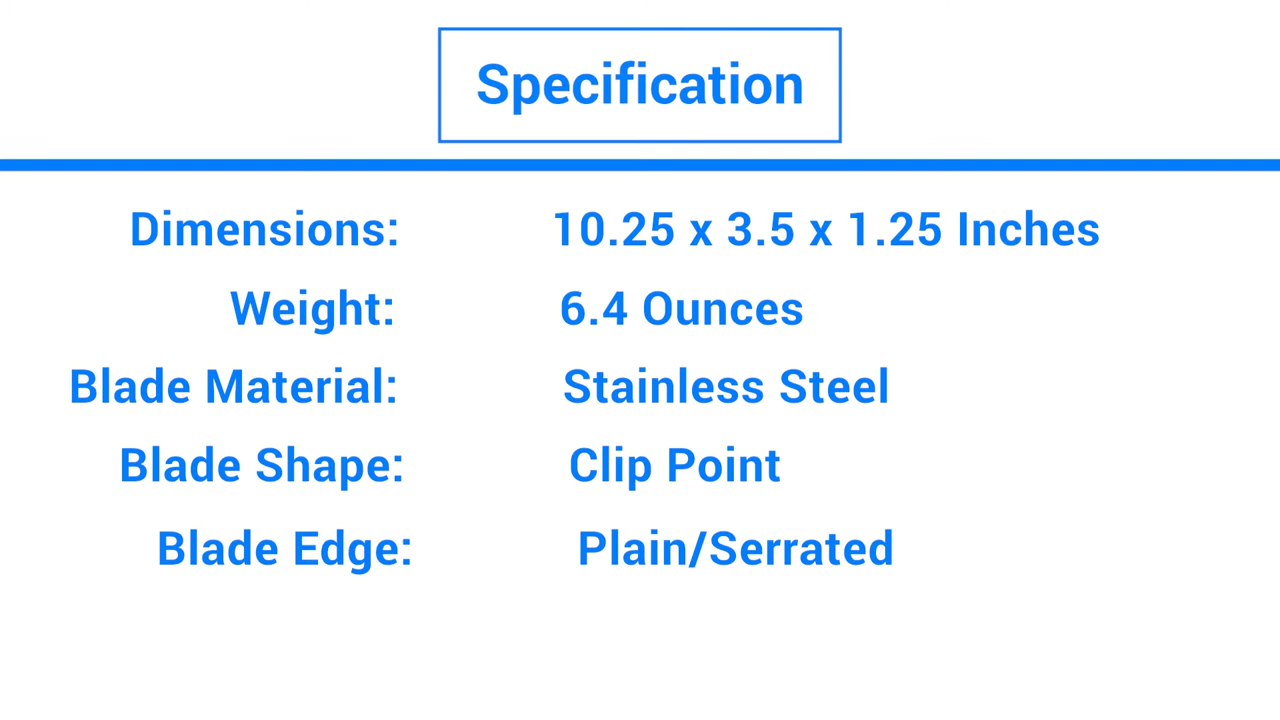 Specification
Dimensions: 10.25 x 3.5 x 1.25 Inches
Weight: 6.4 Ounces
Blade Material: Stainless Steel
Blade Shape: Clip Point
Blade Edge: Plain/Serrated